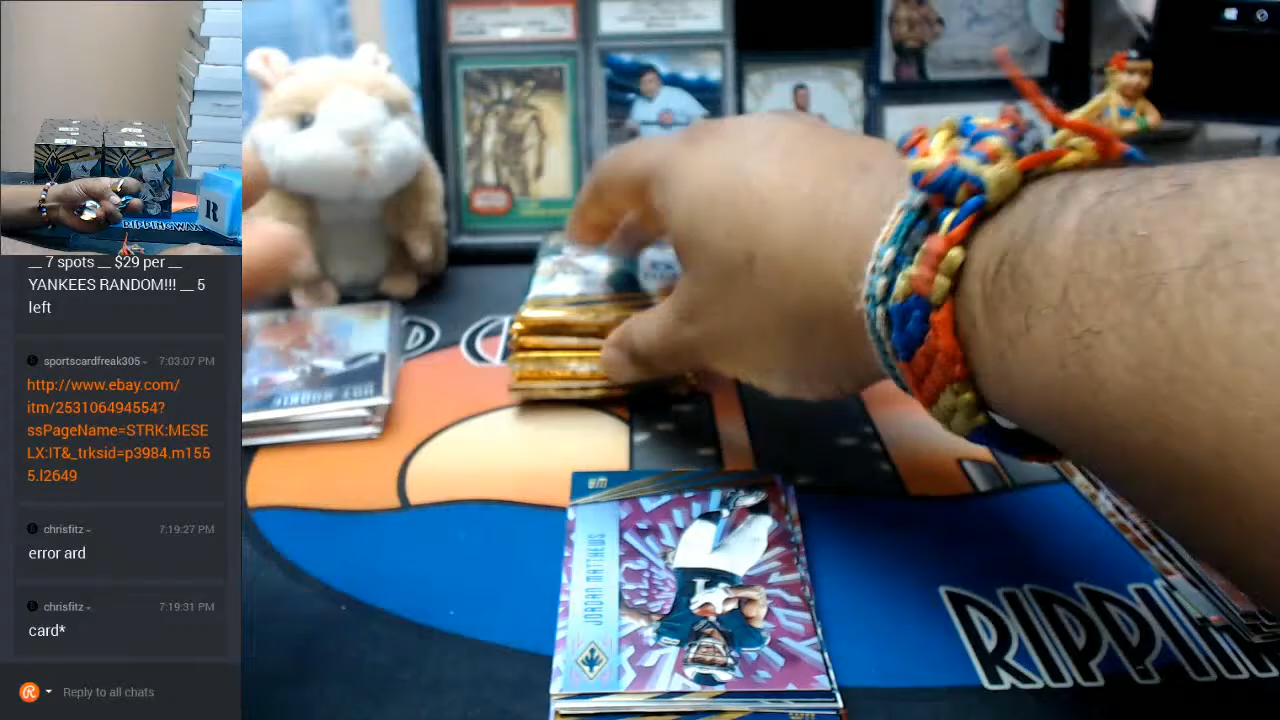 RIPPINGWAX
R
__ 7 spots __ $29 per __
YANKEES RANDOM!!! __ 5
left
sportscardfreak305
7:03:07 PM
http://www.ebay.com/
itm/253106494554?
ssPageName=STRK:MESE
LX:IT&_trksid=p3984.m155
5.l2649
chrisfitz
7:19:27 PM
error ard
chrisfitz
7:19:31 PM
card*
Reply to all chats
JORDAN MATTHEWS
RIPPI